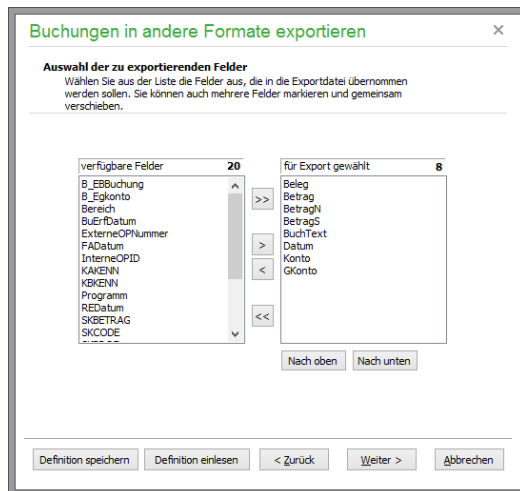 Buchungen in andere Formate exportieren
Auswahl der zu exportierenden Felder
Wählen Sie aus der Liste die Felder aus, die in die Exportdatei übernommen
werden sollen. Sie können auch mehrere Felder markieren und gemeinsam
verschieben.
verfügbare Felder 20
B_EBBuchung
B_Egkonto
Bereich
BuErfDatum
ExterneOPNummer
FADatum
InterneOPID
KAKENN
KBKENN
Programm
REDatum
SKBETRAG
SKCODE
>>
>
<
<<
für Export gewählt 8
Beleg
Betrag
BetragN
BetragS
BuchText
Datum
Konto
GKonto
Nach oben Nach unten
Definition speichern Definition einlesen < Zurück Weiter > Abbrechen